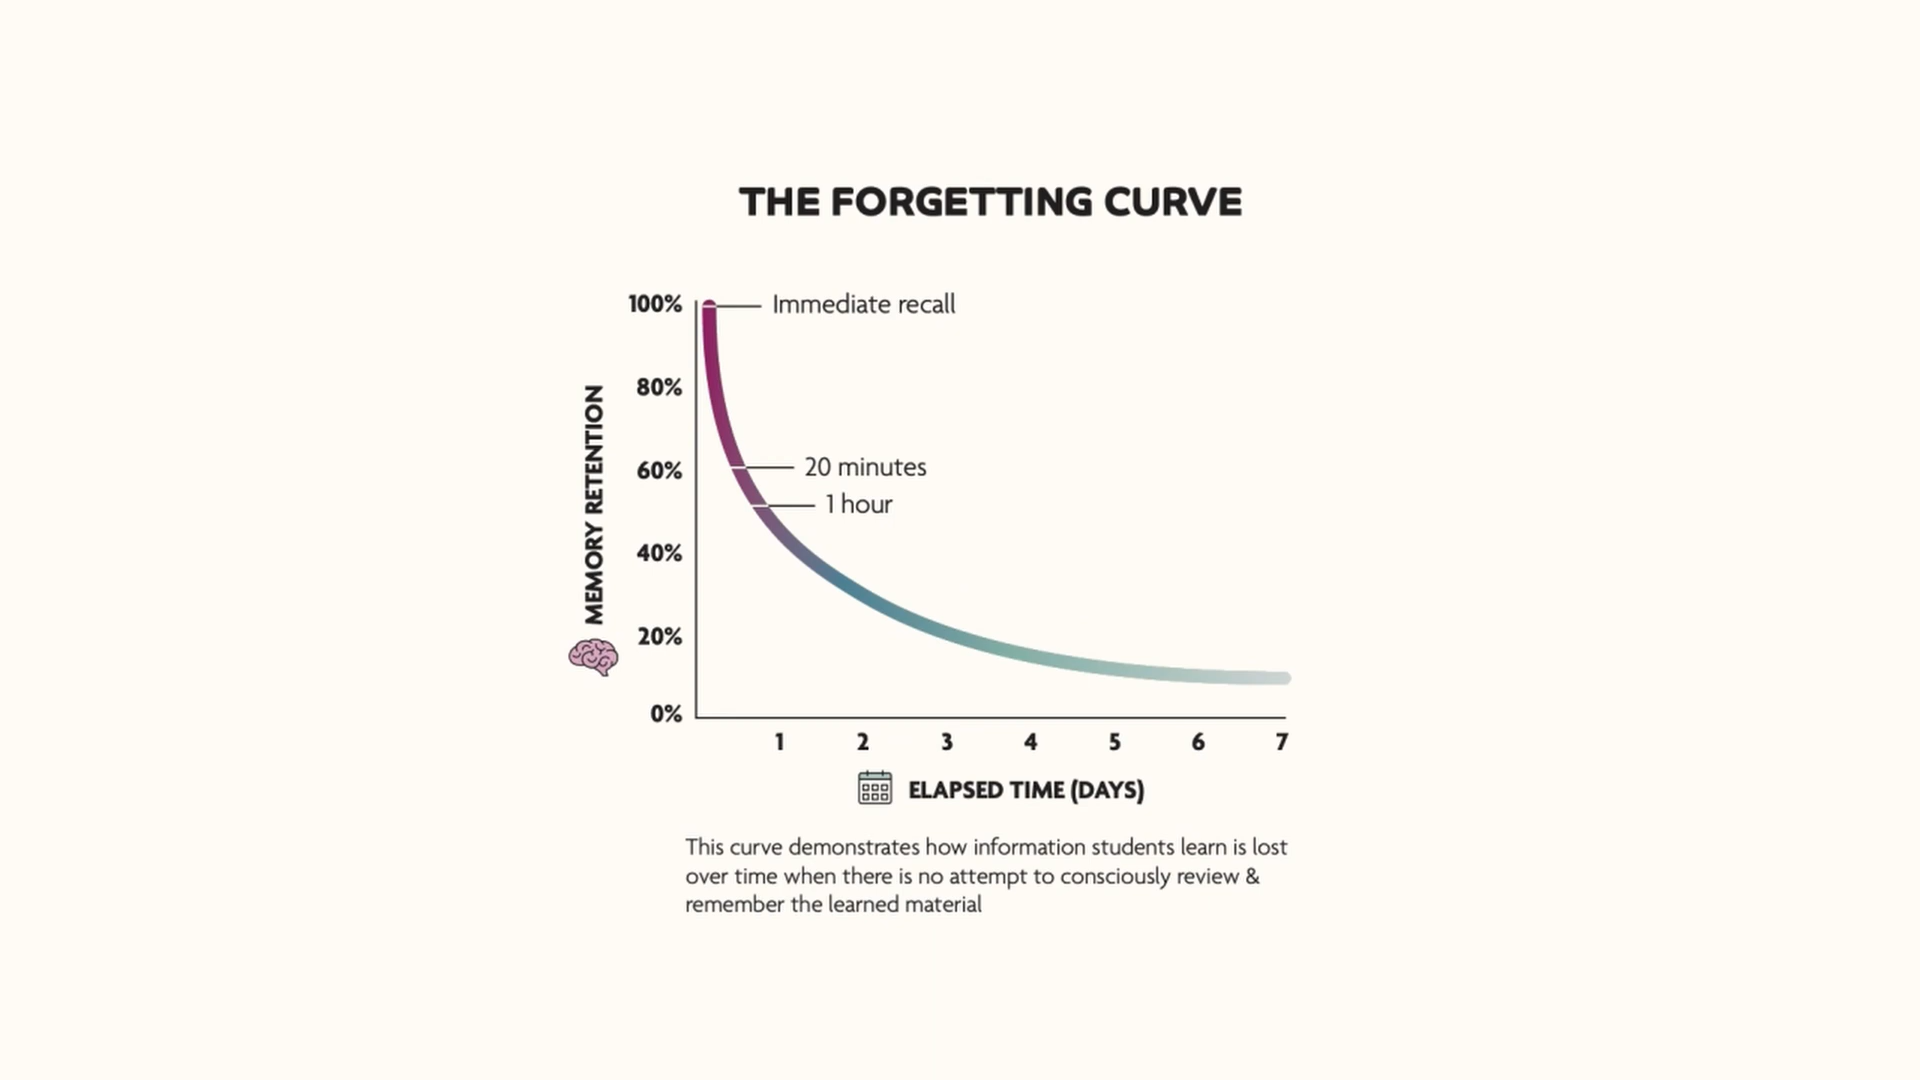 THE FORGETTING CURVE
100%
Immediate recall
80%
60%
20 minutes
1 hour
40%
20%
0%
MEMORY RETENTION
1 2 3 4 5 6 7
ELAPSED TIME (DAYS)
This curve demonstrates how information students learn is lost
over time when there is no attempt to consciously review &
remember the learned material